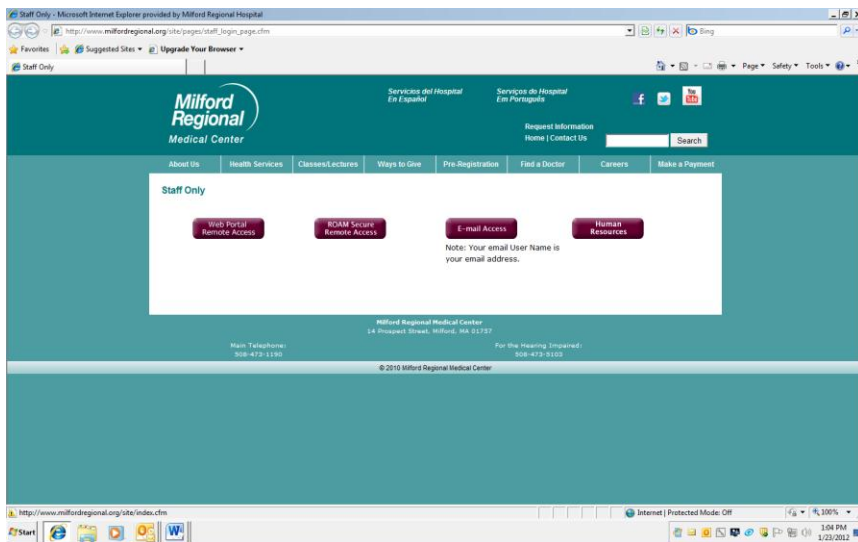 Staff Only - Microsoft Internet Explorer provided by Milford Regional Hospital
http://www.milfordregional.org/site/pages/staff_login_page.cfm
Bing
Favorites Suggested Sites Upgrade Your Browser
Staff Only
Page Safety Tools
Servicios del Hospital
En Español
Serviços do Hospital
Em Português
f
You
Tube
Milford
Regional
Medical Center
Request Information
Home | Contact Us
Search
About Us Health Services Classes/Lectures Ways to Give Pre-Registration Find a Doctor Careers Make a Payment
Staff Only
Web Portal
Remote Access
ROAM Secure
Remote Access
E-mail Access
Human
Resources
Note: Your email User Name is
your email address.
Milford Regional Medical Center
14 Prospect Street, Milford, MA 01757
Main Telephone:
508-473-1190
For the Hearing Impaired:
508-473-5103
© 2010 Milford Regional Medical Center
http://www.milfordregional.org/site/index.cfm
Internet | Protected Mode: Off
100%
Start
1:04 PM
1/23/2012